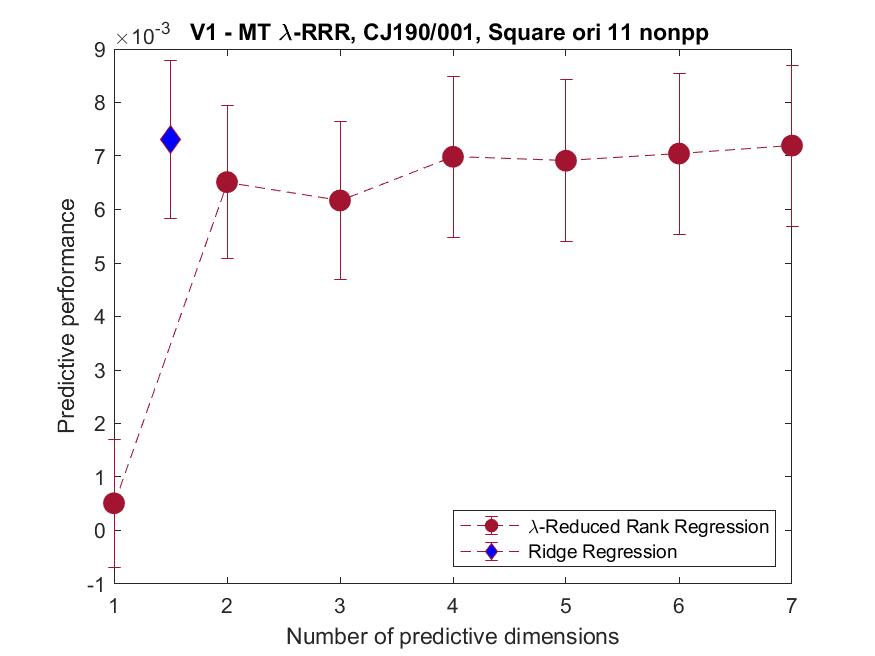 ×10⁻³
V1 - MT λ-RRR, CJ190/001, Square ori 11 nonpp
9
8
7
6
5
4
3
2
1
0
-1
Predictive performance
1 2 3 4 5 6 7
Number of predictive dimensions
λ-Reduced Rank Regression
Ridge Regression